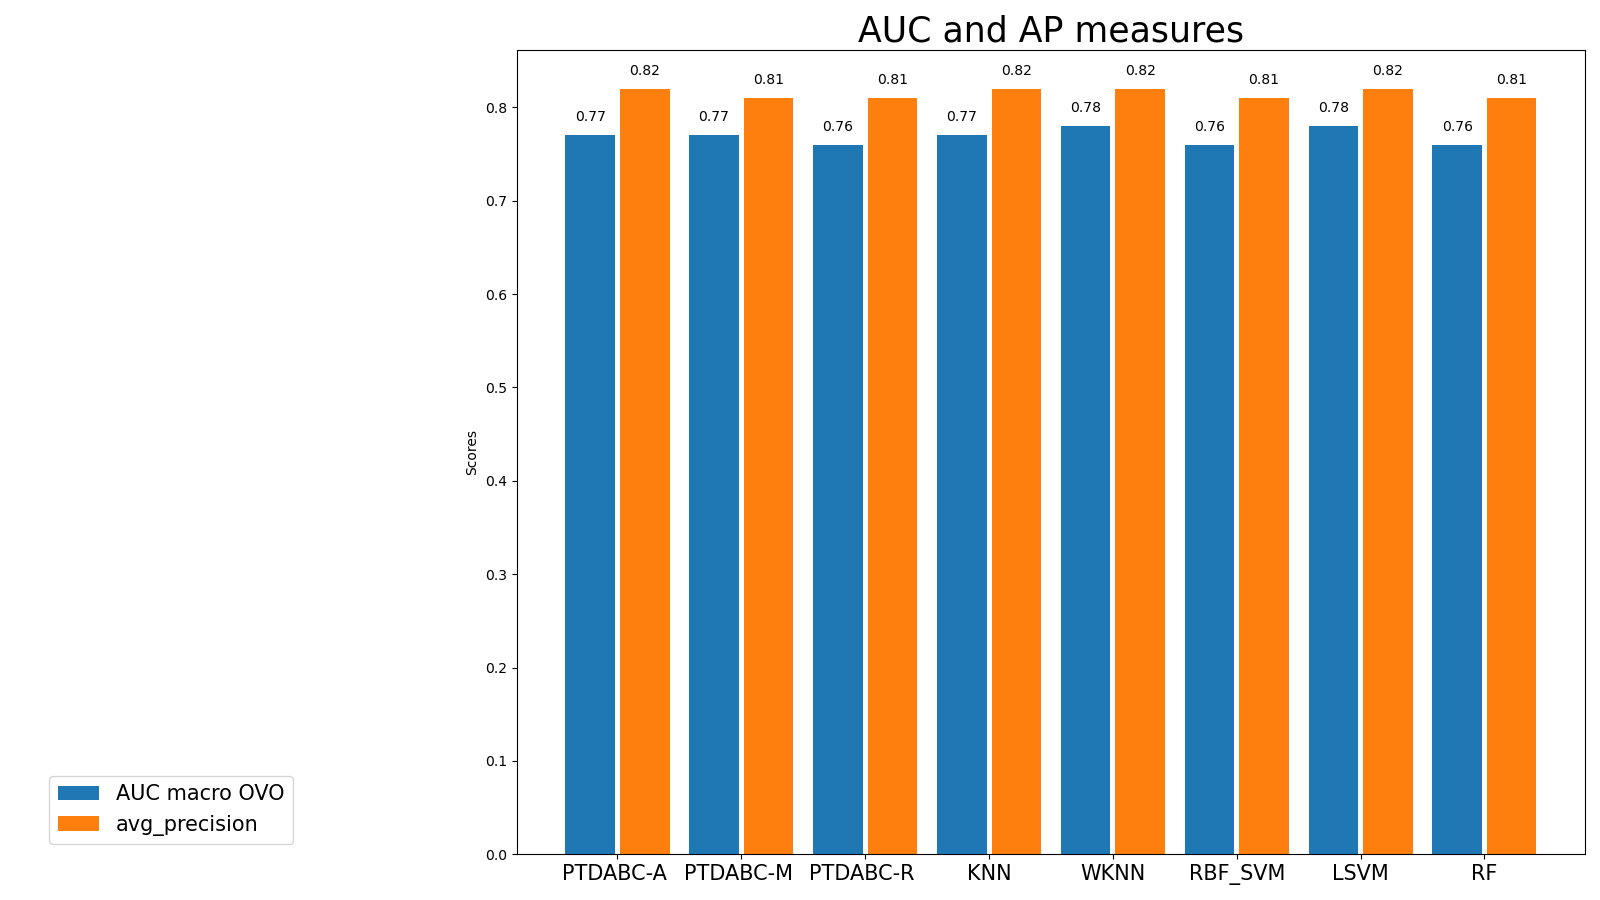 AUC and AP measures
0.77 0.82 0.77 0.81 0.76 0.81 0.77 0.82 0.78 0.82 0.76 0.81 0.78 0.82 0.76 0.81
0.8
0.7
0.6
0.5
0.4
0.3
0.2
0.1
0.0
Scores
PTDABC-A PTDABC-M PTDABC-R KNN WKNN RBF_SVM LSVM RF
AUC macro OVO
avg_precision